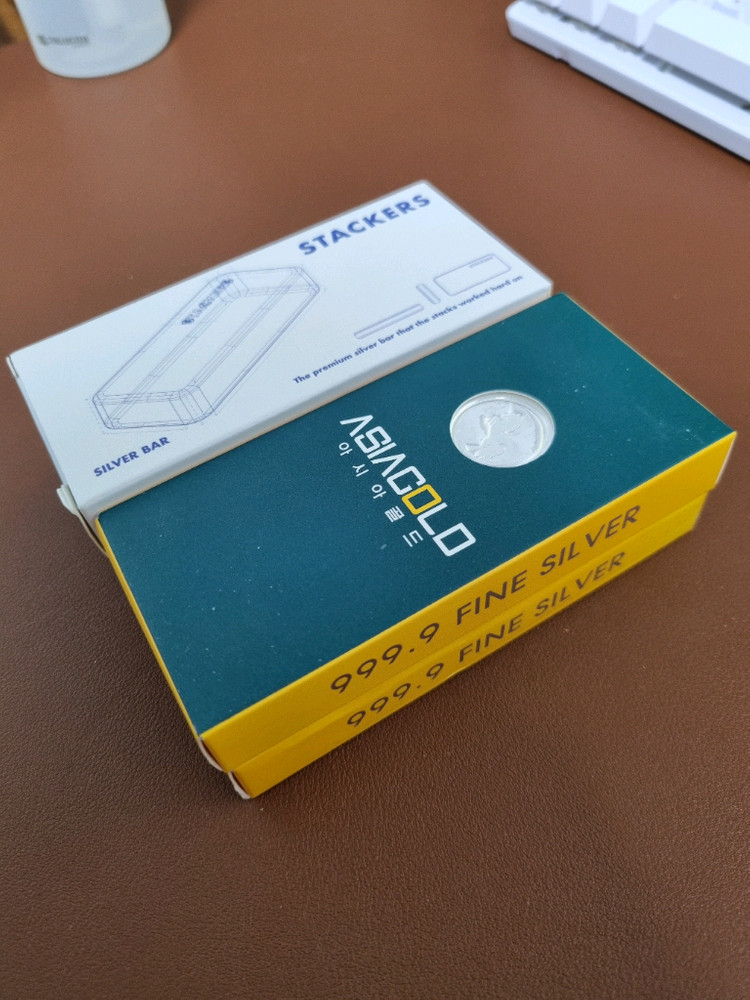 STACKERS
The premium silver bar that the stacks worked hard on
SILVER BAR
ASIAGOLD
아시아골드
999.9 FINE SILVER
999.9 FINE SILVER